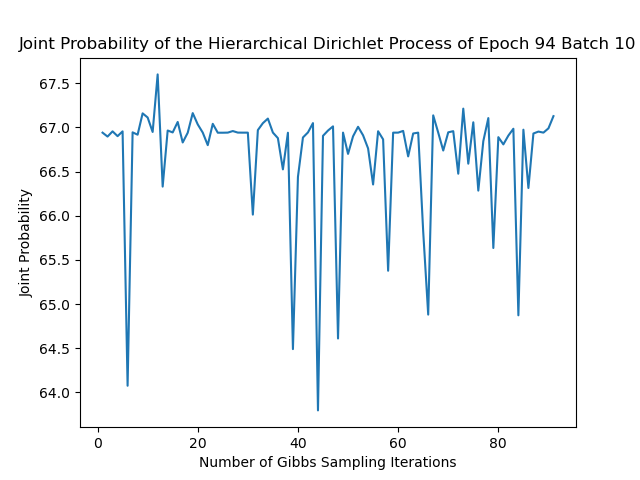 Joint Probability of the Hierarchical Dirichlet Process of Epoch 94 Batch 10
67.5
67.0
66.5
66.0
65.5
65.0
64.5
64.0
Joint Probability
0 20 40 60 80
Number of Gibbs Sampling Iterations